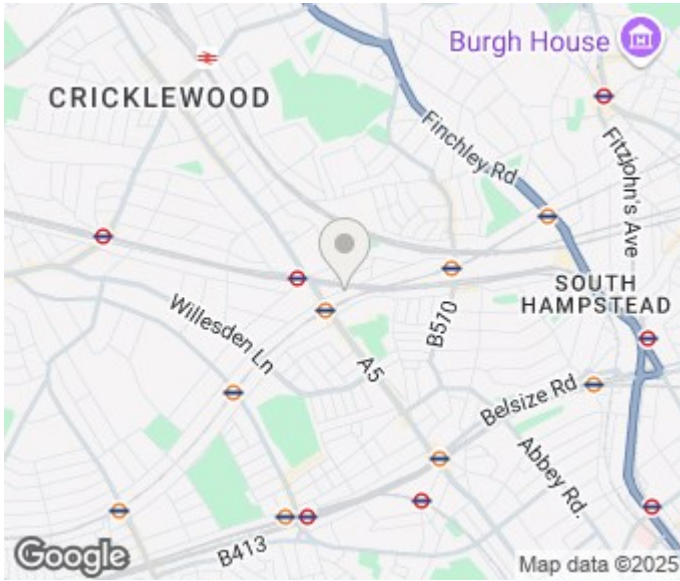 Burgh House
CRICKLEWOOD
Finchley Rd
Fitzjohn's Ave
SOUTH
HAMPSTEAD
Willesden Ln
B570
A5
Belsize Rd
Abbey Rd.
B413
Google
Map data ©2025